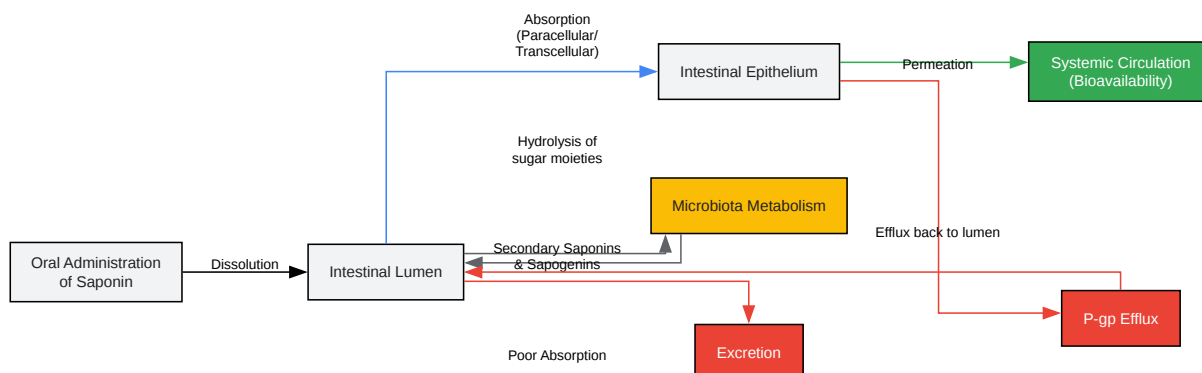 Absorption
(Paracellular/
Transcellular)
Intestinal Epithelium
Permeation
Systemic Circulation
(Bioavailability)
Hydrolysis of
sugar moieties
Microbiota Metabolism
Efflux back to lumen
Oral Administration
of Saponin
Dissolution
Intestinal Lumen
Secondary Saponins
& Sapogenins
P-gp Efflux
Poor Absorption
Excretion